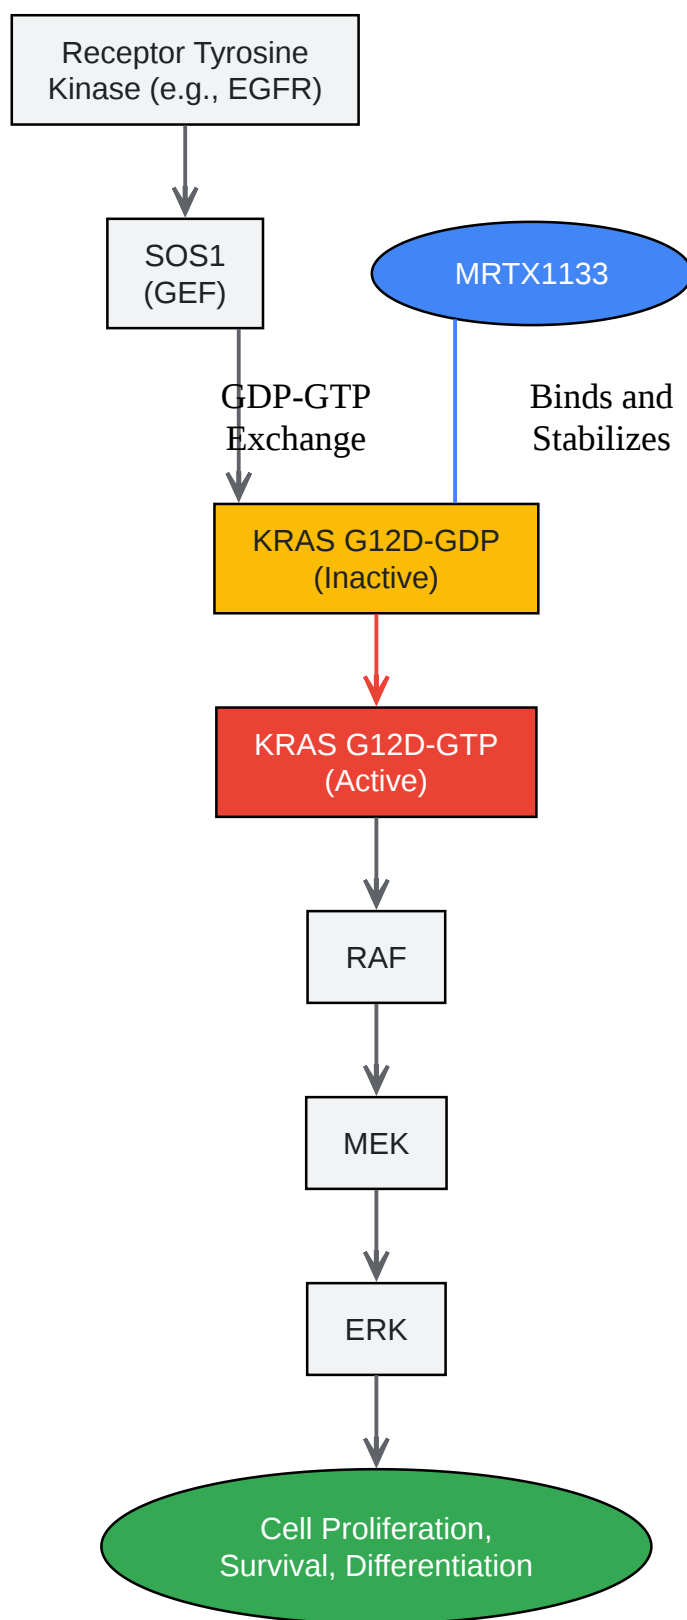 Receptor Tyrosine
Kinase (e.g., EGFR)
SOS1
(GEF)
MRTX1133
GDP-GTP
Exchange
Binds and
Stabilizes
KRAS G12D-GDP
(Inactive)
KRAS G12D-GTP
(Active)
RAF
MEK
ERK
Cell Proliferation,
Survival, Differentiation